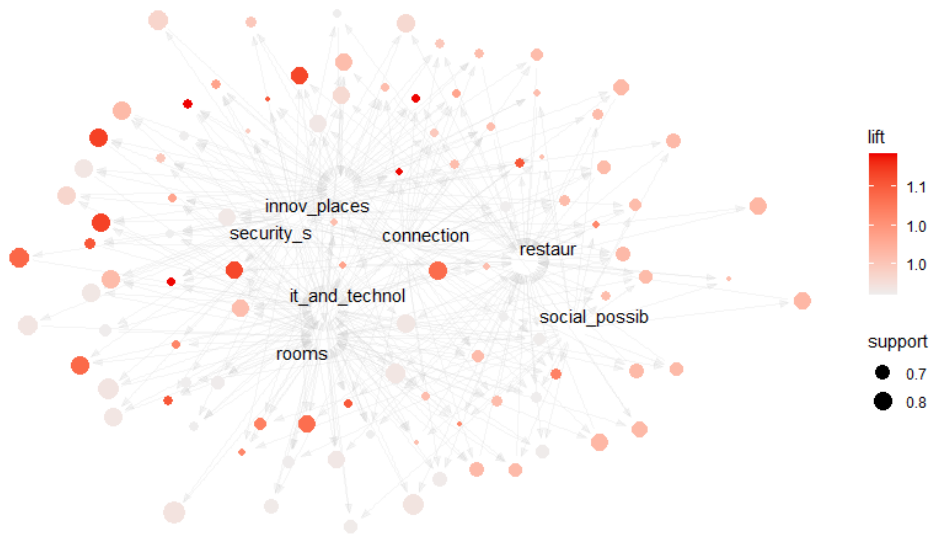 innov_places
security_s
connection
restaur
it_and_technol
social_possib
rooms
lift
1.1
1.0
1.0
support
0.7
0.8